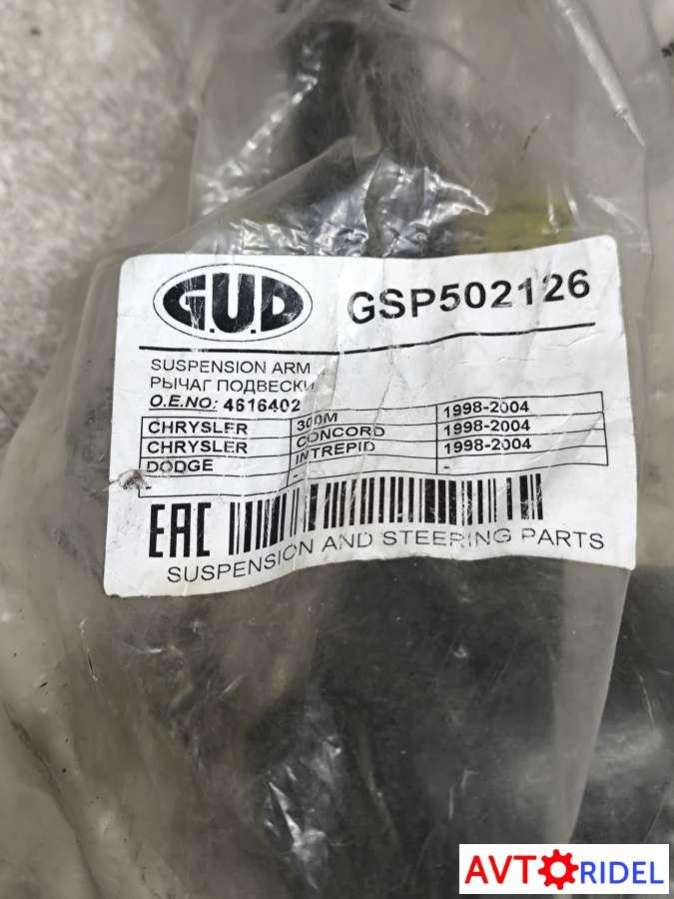 G.U.D GSP502126
SUSPENSION ARM
РЫЧАГ ПОДВЕСКИ
O.E.NO: 4616402
CHRYSLER 300M 1998-2004
CHRYSLER CONCORD 1998-2004
DODGE INTREPID 1998-2004
- - -
EAC
SUSPENSION AND STEERING PARTS
AVTORIDEL